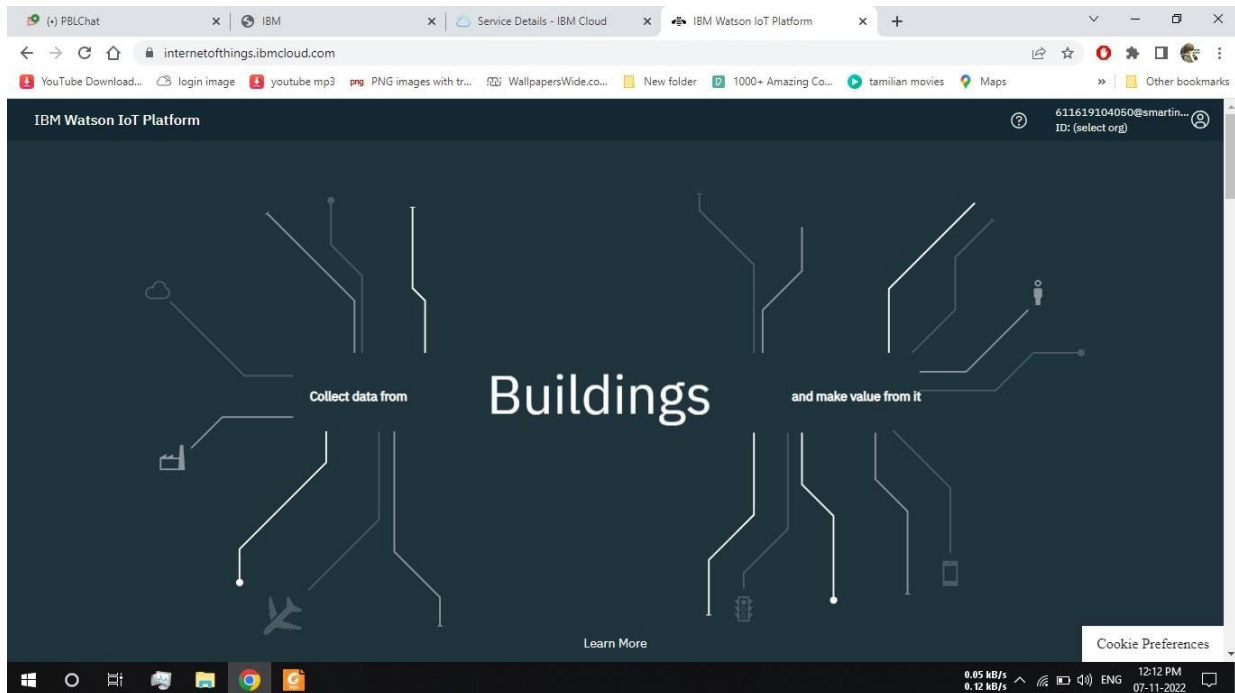 (•) PBLChat
IBM
Service Details - IBM Cloud
IBM Watson IoT Platform
internetofthings.ibmcloud.com
YouTube Download...
login image
youtube mp3
png PNG images with tr...
WallpapersWide.co...
New folder
1000+ Amazing Co...
tamilian movies
Maps
»
Other bookmarks
IBM Watson IoT Platform
611619104050@smartin...
ID: (select org)
Collect data from
Buildings
and make value from it
Learn More
Cookie Preferences
0.05 kB/s
0.12 kB/s
ENG
12:12 PM
07-11-2022